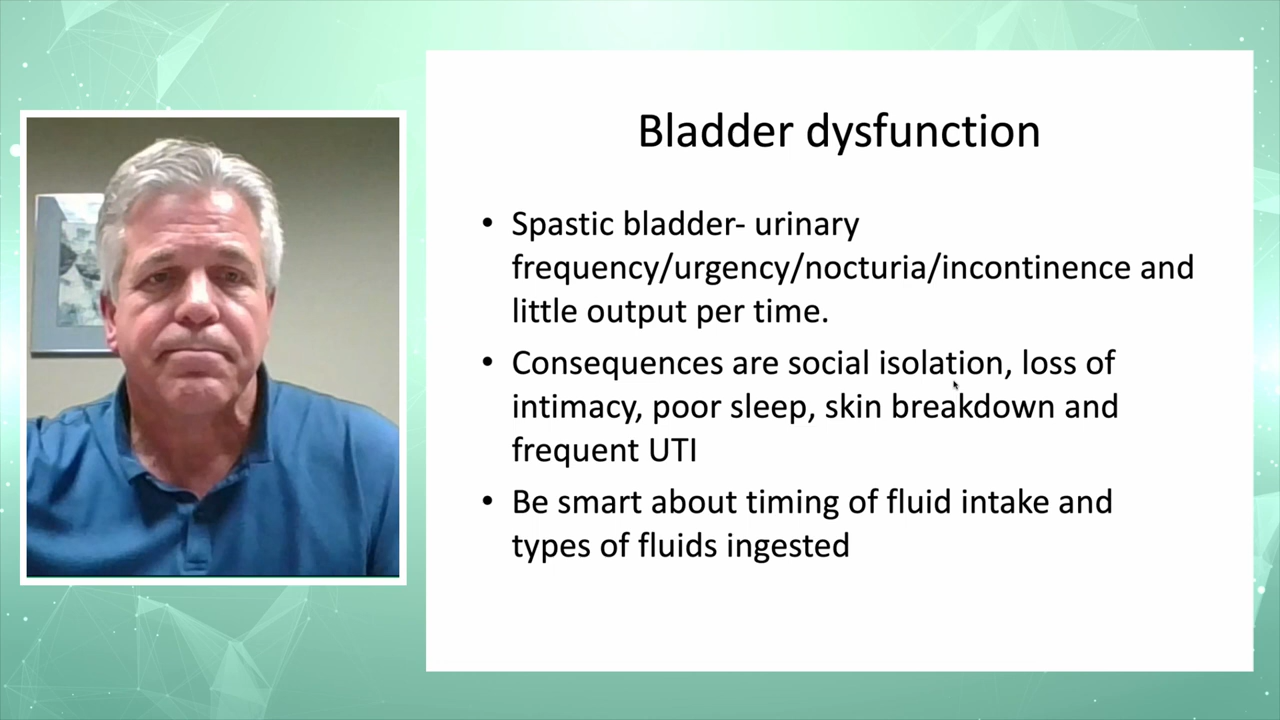 Bladder dysfunction
• Spastic bladder- urinary
frequency/urgency/nocturia/incontinence and
little output per time.
• Consequences are social isolation, loss of
intimacy, poor sleep, skin breakdown and
frequent UTI
• Be smart about timing of fluid intake and
types of fluids ingested